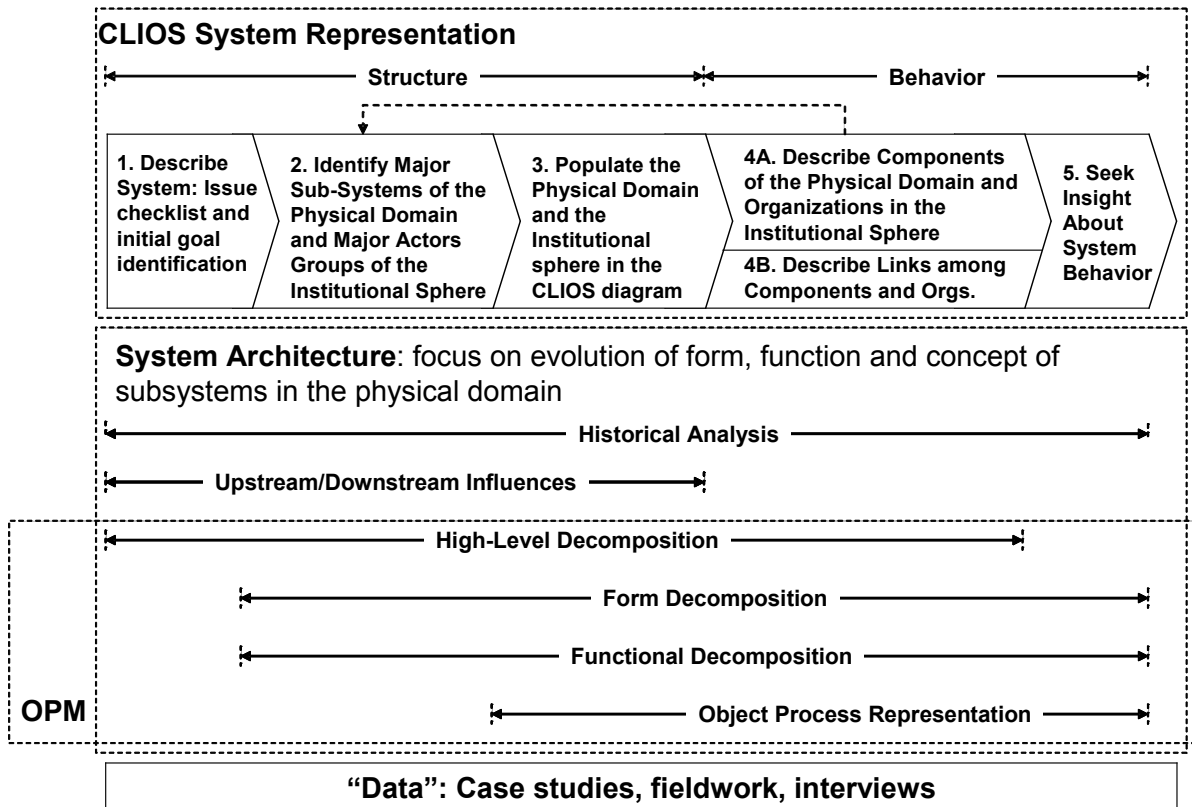 CLIOS System Representation
Structure
Behavior
1. Describe
System: Issue
checklist and
initial goal
identification
2. Identify Major
Sub-Systems of the
Physical Domain
and Major Actors
Groups of the
Institutional Sphere
3. Populate the
Physical Domain
and the
Institutional
sphere in the
CLIOS diagram
4A. Describe Components
of the Physical Domain and
Organizations in the
Institutional Sphere
4B. Describe Links among
Components and Orgs.
5. Seek
Insight
About
System
Behavior
System Architecture: focus on evolution of form, function and concept of
subsystems in the physical domain
Historical Analysis
Upstream/Downstream Influences
High-Level Decomposition
Form Decomposition
Functional Decomposition
OPM
Object Process Representation
“Data”: Case studies, fieldwork, interviews